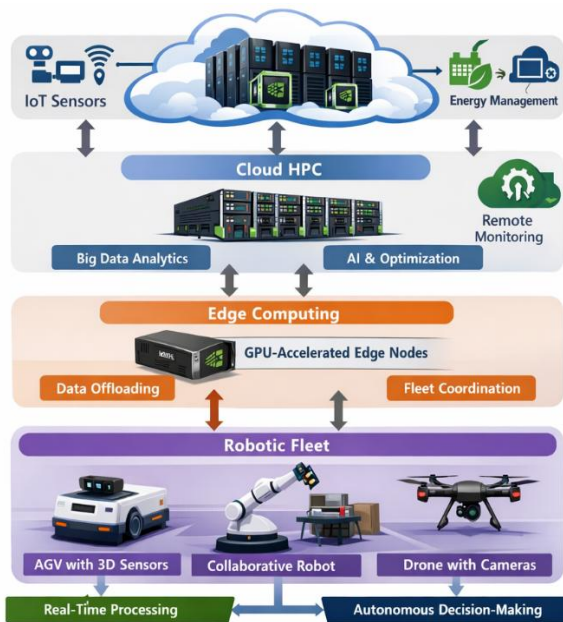 IoT Sensors
Energy Management
Cloud HPC
Remote
Monitoring
Big Data Analytics
AI & Optimization
Edge Computing
GPU-Accelerated Edge Nodes
Data Offloading
Fleet Coordination
Robotic Fleet
AGV with 3D Sensors
Collaborative Robot
Drone with Cameras
Real-Time Processing
Autonomous Decision-Making